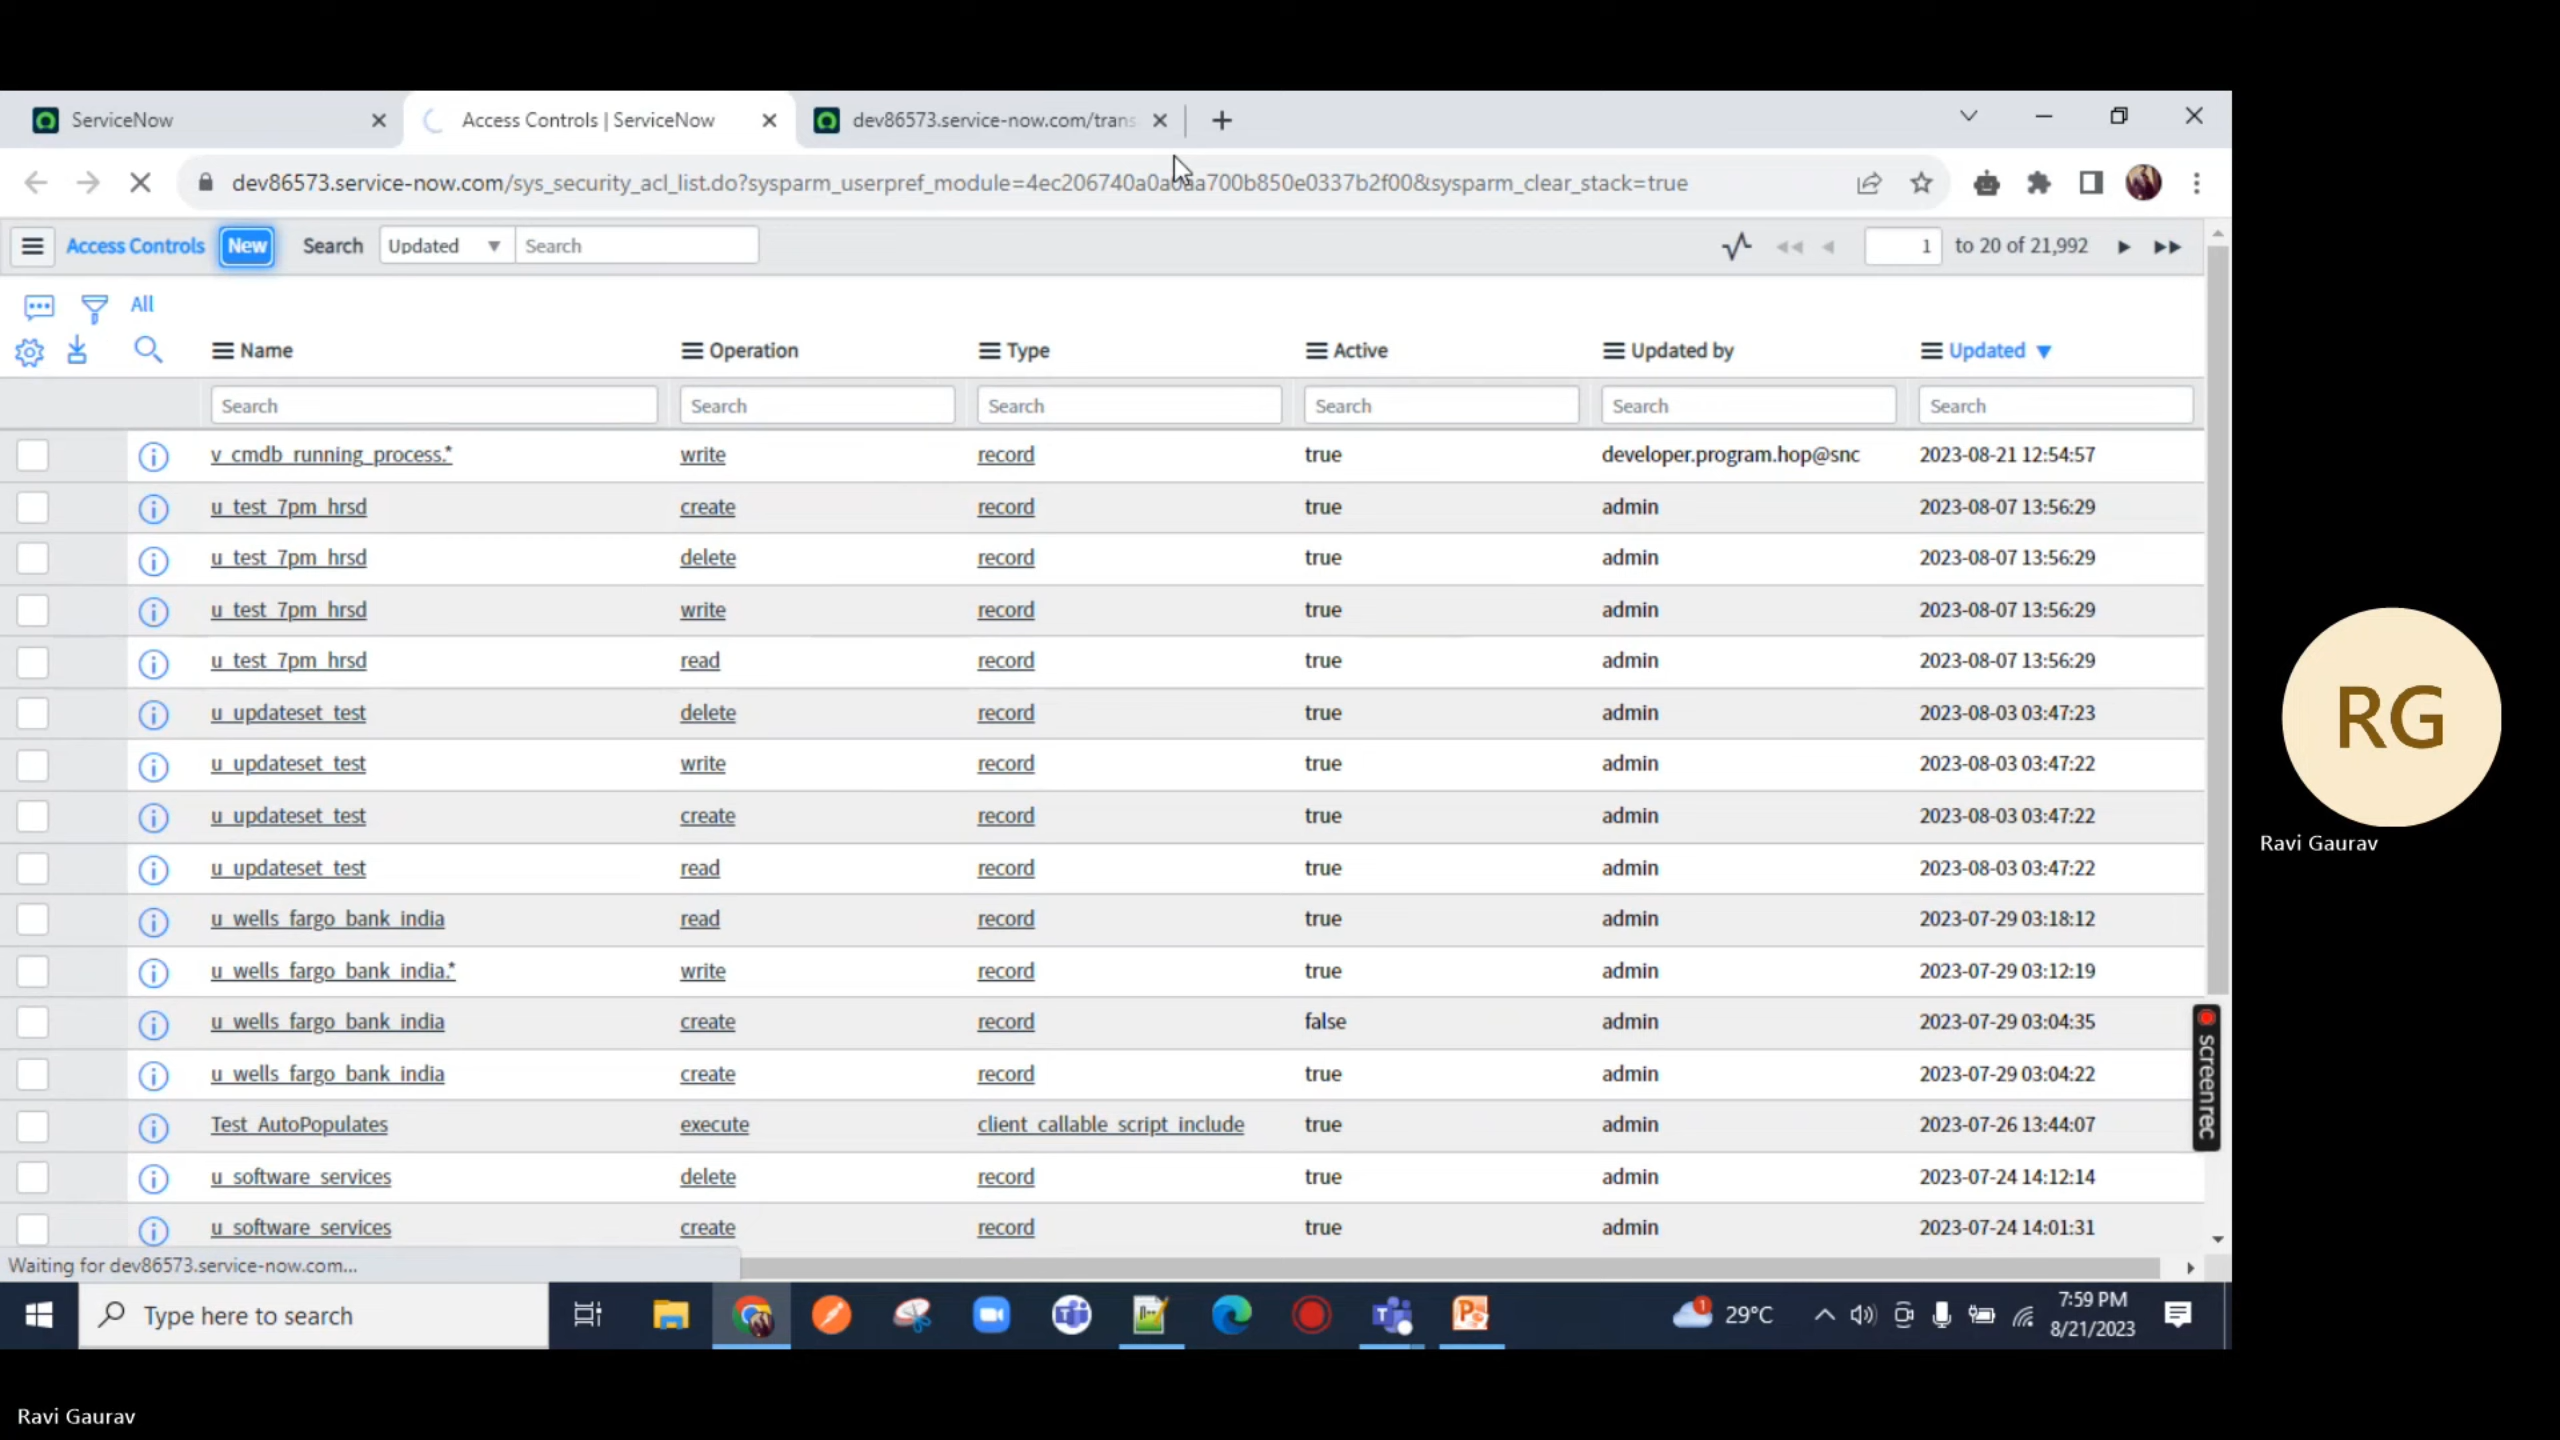 ServiceNow
Access Controls | ServiceNow
dev86573.service-now.com/trans
Access Controls New Search Updated Search 1 to 20 of 21,992
All
Name Operation Type Active Updated by Updated
Search Search Search Search Search Search
v_cmdb_running_process.* write record true developer.program.hop@snc 2023-08-21 12:54:57
u_test_7pm_hrsd create record true admin 2023-08-07 13:56:29
u_test_7pm_hrsd delete record true admin 2023-08-07 13:56:29
u_test_7pm_hrsd write record true admin 2023-08-07 13:56:29
u_test_7pm_hrsd read record true admin 2023-08-07 13:56:29
u_updateset_test delete record true admin 2023-08-03 03:47:23
u_updateset_test write record true admin 2023-08-03 03:47:22
u_updateset_test create record true admin 2023-08-03 03:47:22
u_updateset_test read record true admin 2023-08-03 03:47:22
u_wells_fargo_bank_india read record true admin 2023-07-29 03:18:12
u_wells_fargo_bank_india.* write record true admin 2023-07-29 03:12:19
u_wells_fargo_bank_india create record false admin 2023-07-29 03:04:35
u_wells_fargo_bank_india create record true admin 2023-07-29 03:04:22
Test_AutoPopulates execute client_callable_script_include true admin 2023-07-26 13:44:07
u_software_services delete record true admin 2023-07-24 14:12:14
u_software_services create record true admin 2023-07-24 14:01:31
Waiting for dev86573.service-now.com...
screenrec
RG
Ravi Gaurav
Type here to search
1
29°C
7:59 PM
8/21/2023
Ravi Gaurav